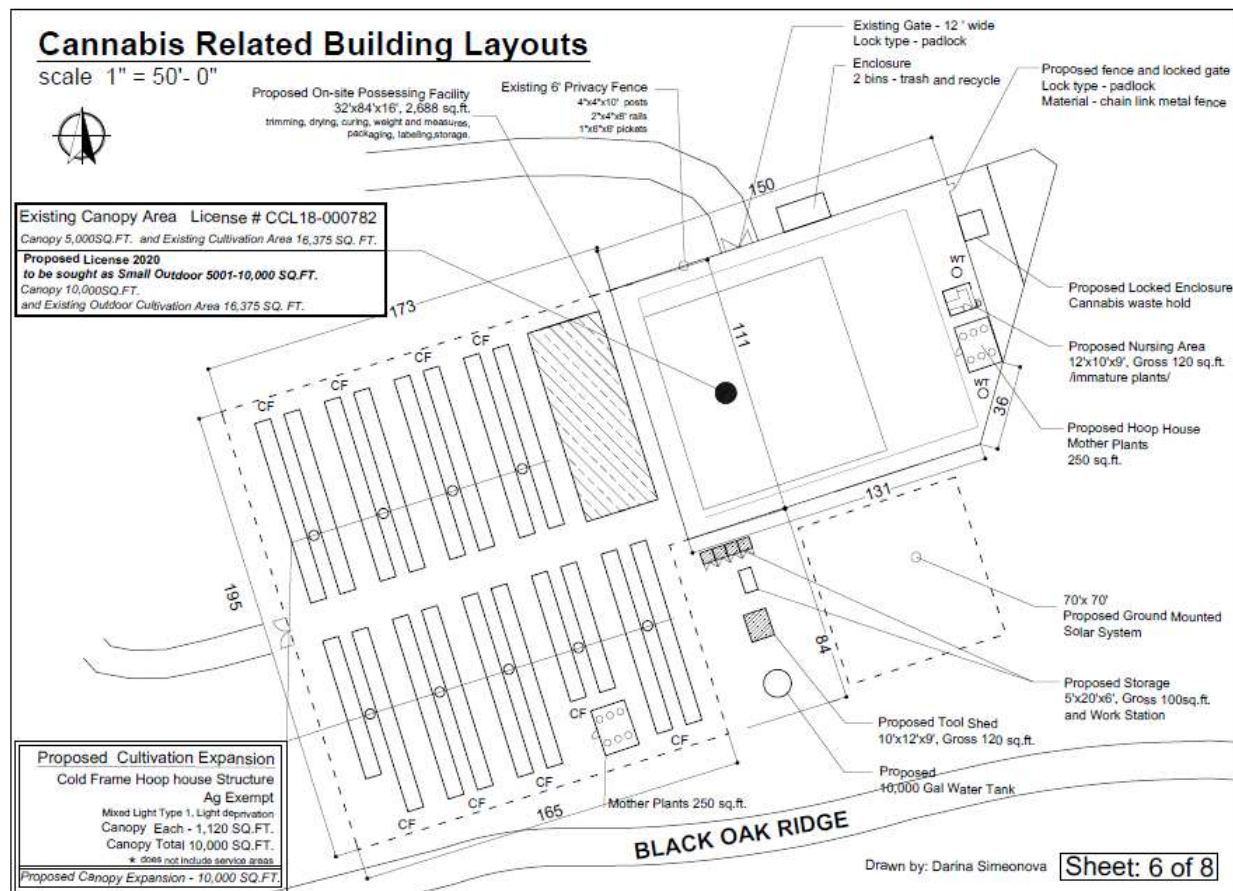 Cannabis Related Building Layouts
scale 1" = 50'- 0"
Existing Gate - 12 ' wide
Lock type - padlock
Enclosure
2 bins - trash and recycle
Proposed fence and locked gate
Lock type - padlock
Material - chain link metal fence
Proposed On-site Possessing Facility
32'x84'x16', 2,688 sq.ft.
trimming, drying, curing, weight and measures,
packaging, labeling,storage.
Existing 6' Privacy Fence
4"x4"x10' posts
2"x4"x8' rails
1"x6"x6' pickets
150
Existing Canopy Area License # CCL18-000782
Canopy 5,000SQ.FT. and Existing Cultivation Area 16,375 SQ. FT.
Proposed License 2020
to be sought as Small Outdoor 5001-10,000 SQ.FT.
Canopy 10,000SQ.FT.
and Existing Outdoor Cultivation Area 16,375 SQ. FT.
WT
Proposed Locked Enclosure
Cannabis waste hold
173
111
Proposed Nursing Area
12'x10'x9', Gross 120 sq.ft.
/immature plants/
CF
CF
CF
CF
WT
36
Proposed Hoop House
Mother Plants
250 sq.ft.
131
195
84
70'x 70'
Proposed Ground Mounted
Solar System
Proposed Storage
5'x20'x6', Gross 100sq.ft.
and Work Station
CF
CF
CF
CF
CF
Proposed Tool Shed
10'x12'x9', Gross 120 sq.ft.
Proposed
10,000 Gal Water Tank
Mother Plants 250 sq.ft.
165
BLACK OAK RIDGE
Proposed Cultivation Expansion
Cold Frame Hoop house Structure
Ag Exempt
Mixed Light Type 1, Light deprivation
Canopy Each - 1,120 SQ.FT.
Canopy Total 10,000 SQ.FT.
* does not include service areas
Proposed Canopy Expansion - 10,000 SQ.FT.
Drawn by: Darina Simeonova
Sheet: 6 of 8